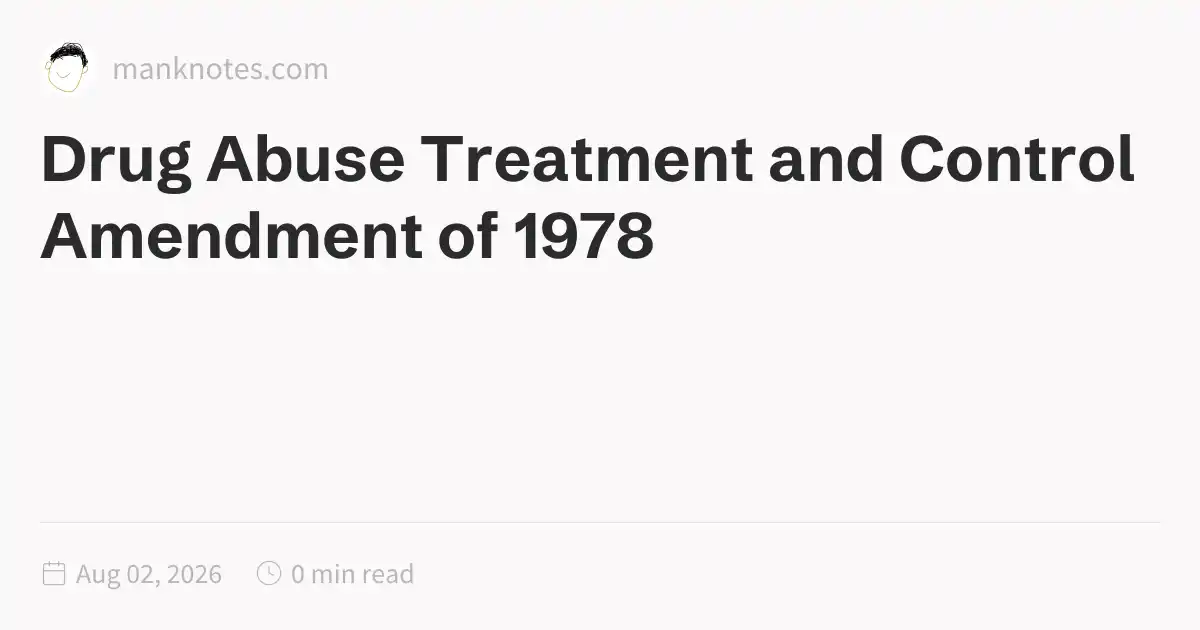 manknotes.com
Drug Abuse Treatment and Control
Amendment of 1978
Aug 02, 2026 0 min read